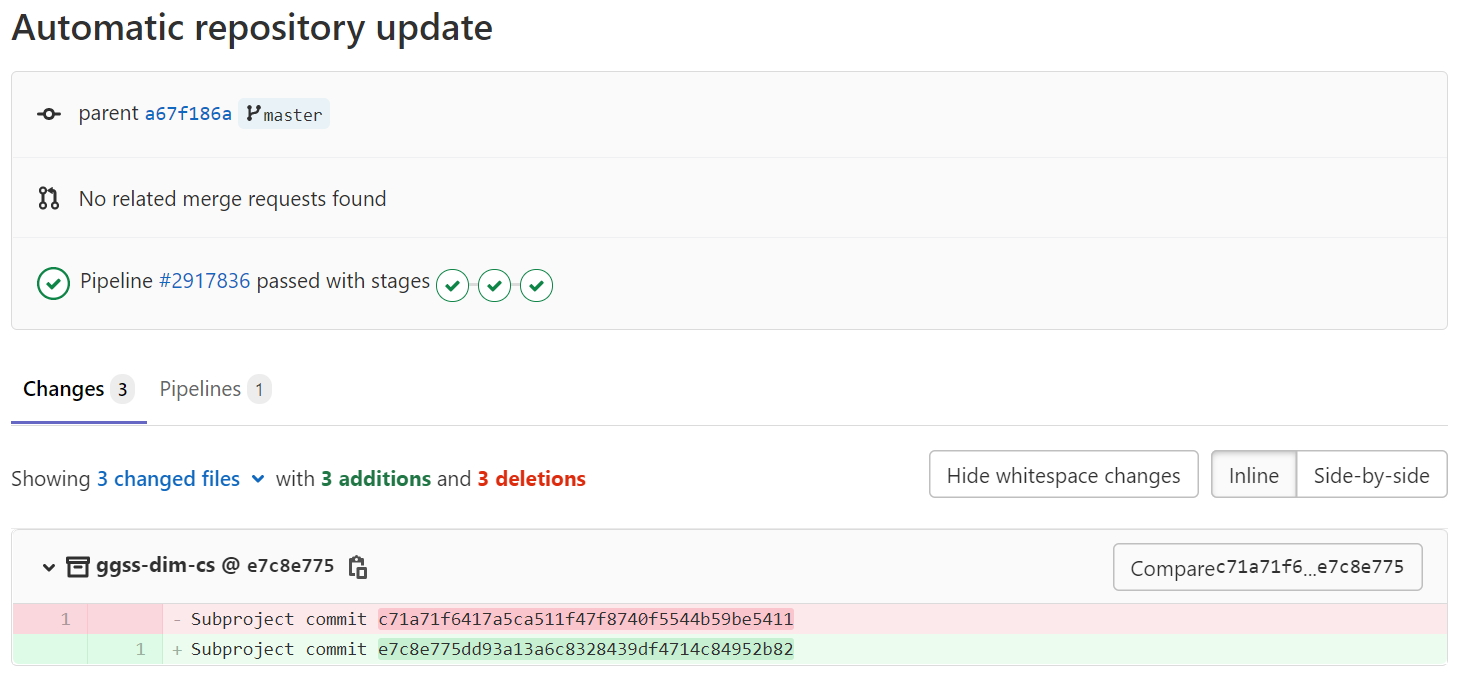 Automatic repository update
parent a67f186a master
No related merge requests found
Pipeline #2917836 passed with stages
Changes 3 Pipelines 1
Showing 3 changed files with 3 additions and 3 deletions Hide whitespace changes Inline Side-by-side
ggss-dim-cs @ e7c8e775 Comparec71a71f6...e7c8e775
1 - Subproject commit c71a71f6417a5ca511f47f8740f5544b59be5411
1 + Subproject commit e7c8e775dd93a13a6c8328439df4714c84952b82